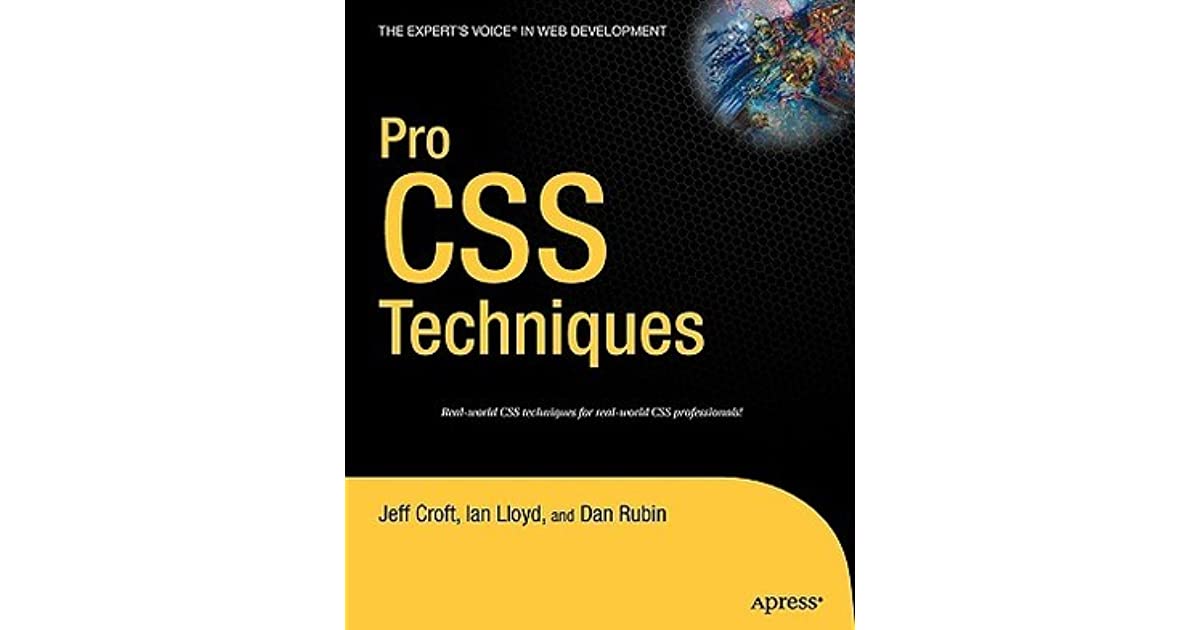 THE EXPERT'S VOICE® IN WEB DEVELOPMENT
Pro
CSS
Techniques
Real-world CSS techniques for real-world CSS professionals!
Jeff Croft, Ian Lloyd, and Dan Rubin
Apress®